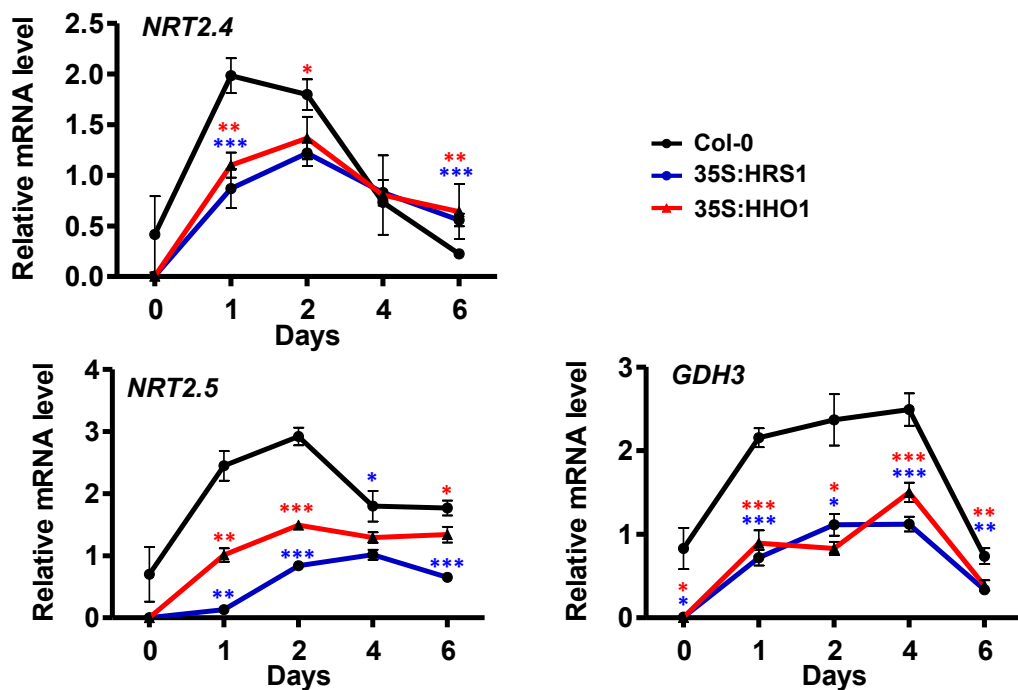 NRT2.4
Relative mRNA level
2.5
2.0
1.5
1.0
0.5
0.0
*
**
***
**
***
0 1 2 4 6
Days
Col-0
35S:HRS1
35S:HHO1
NRT2.5
Relative mRNA level
4
3
2
1
0
*
*
***
**
***
***
**
0 1 2 4 6
Days
GDH3
Relative mRNA level
3
2
1
0
***
***
*
*
***
***
**
**
*
*
0 1 2 4 6
Days